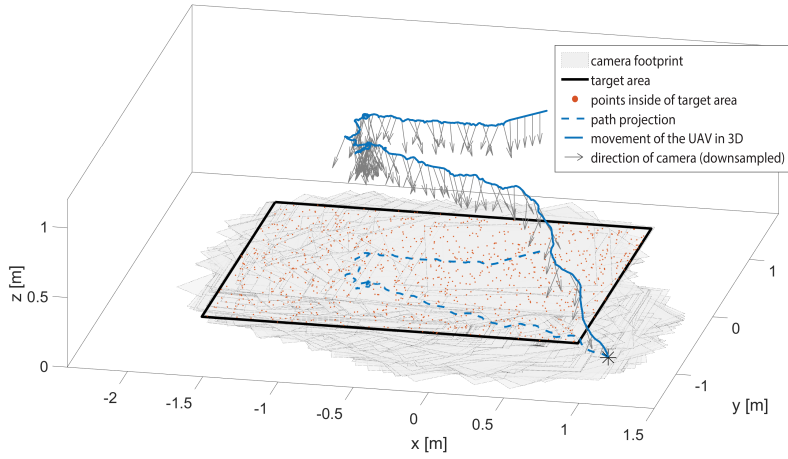 camera footprint
target area
points inside of target area
path projection
movement of the UAV in 3D
direction of camera (downsampled)
1
0.5
0
z [m]
-2
-1.5
-1
-0.5
0
0.5
1
1.5
x [m]
1
0
-1
y [m]